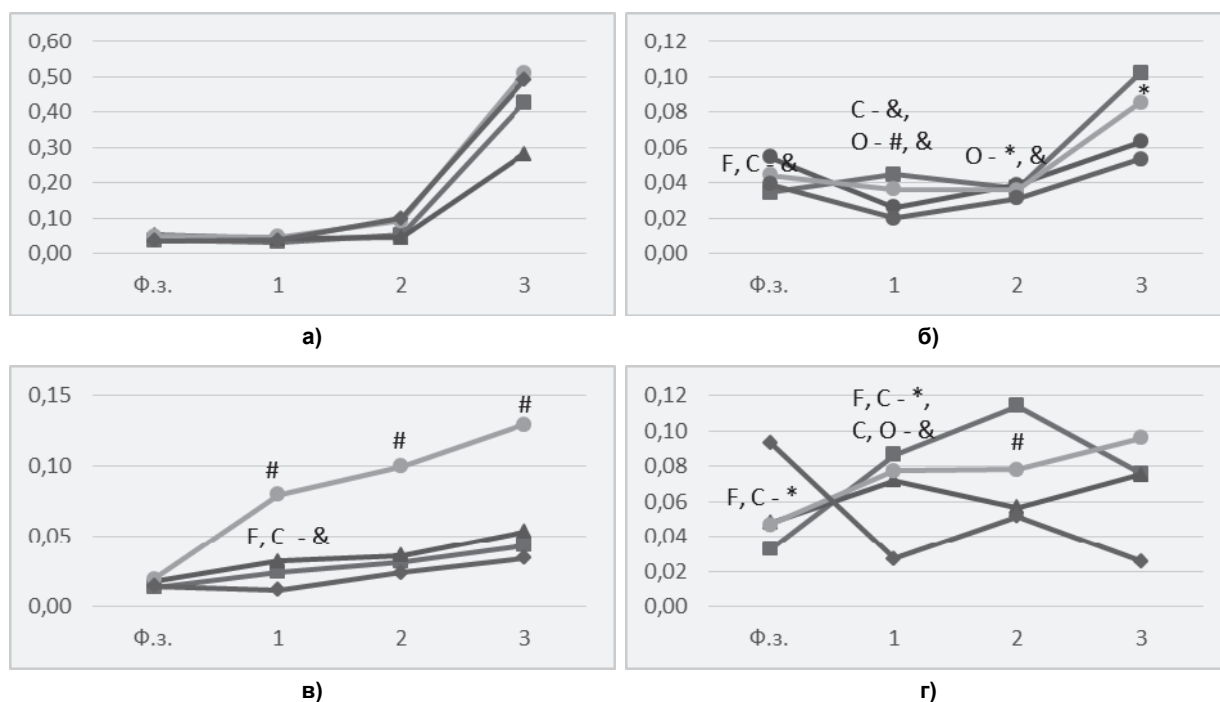 0,60
0,50
0,40
0,30
0,20
0,10
0,00
Ф.з. 1 2 3
а)
0,12
0,10
0,08
0,06
0,04
0,02
0,00
*
C - &,
O - #, &
O - *, &
F, C - &
Ф.з. 1 2 3
б)
0,15
0,10
0,05
0,00
#
#
#
F, C - &
Ф.з. 1 2 3
в)
0,12
0,10
0,08
0,06
0,04
0,02
0,00
F, C - *,
C, O - &
#
F, C - *
Ф.з. 1 2 3
г)